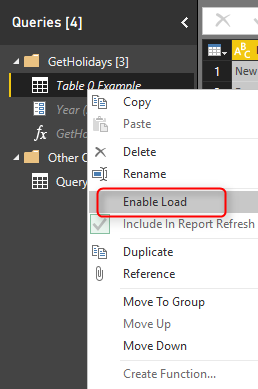 Queries [4]
GetHolidays [3]
Table 0 Example
Year (
GetHo
Other
Query
1
New
Copy
Paste
Delete
Rename
Enable Load
Include In Report Refresh
Duplicate
Reference
Move To Group
Move Up
Move Down
Create Function...